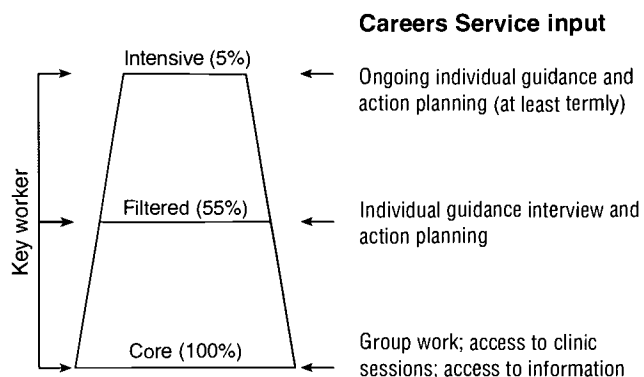 Careers Service input
Intensive (5%)
Ongoing individual guidance and
action planning (at least termly)
Key worker
Filtered (55%)
Individual guidance interview and
action planning
Core (100%)
Group work; access to clinic
sessions; access to information